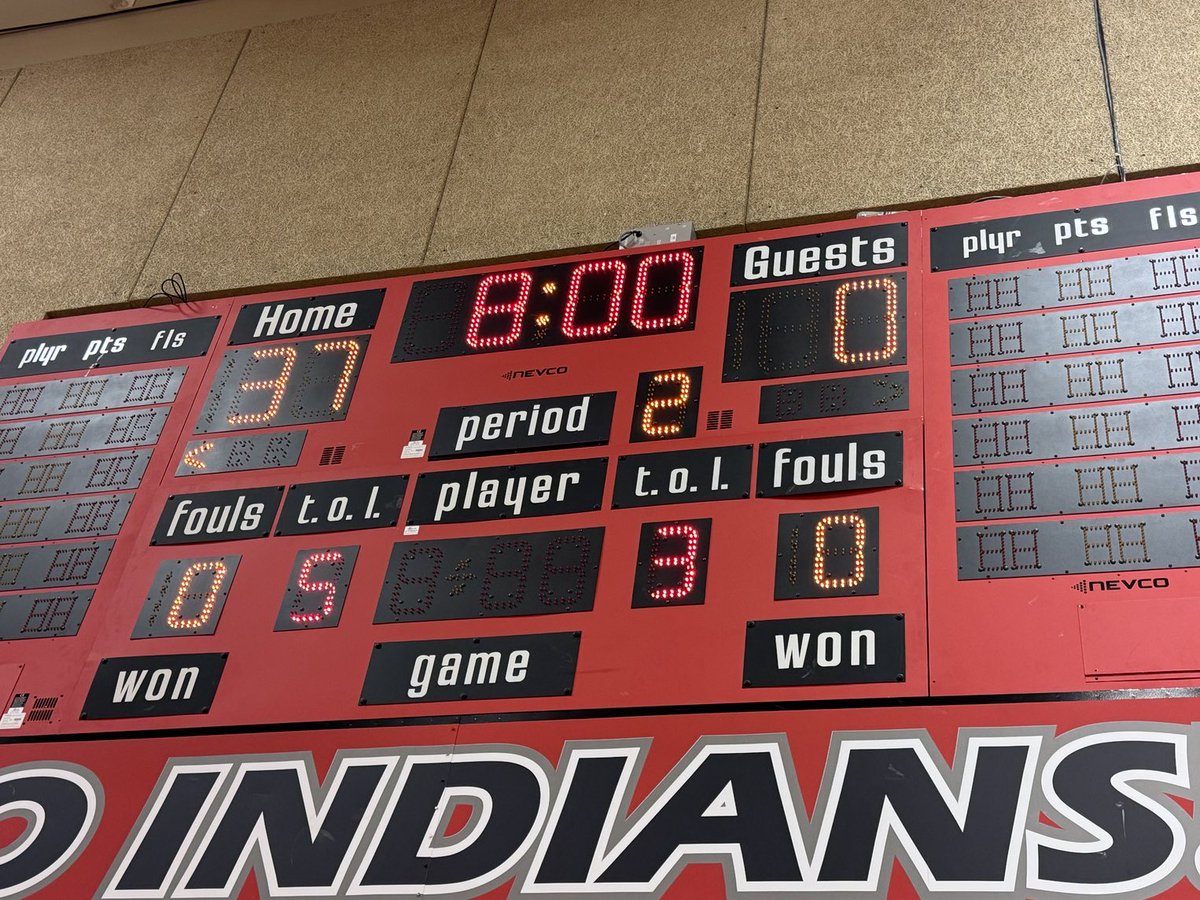 plyr pts fls
Home
37
<
8:00
NEVCO
period 2
Guests
0
plyr pts fls
fouls t.o.l. player t.o.l. fouls
0 5 3 0
NEVCO
won game won
O INDIANS